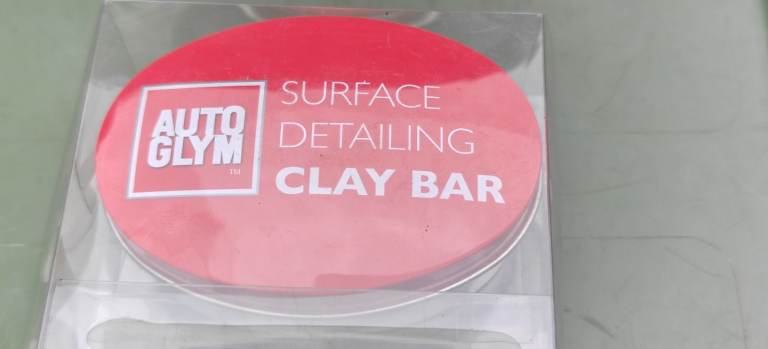 AUTO
GLYM
TM
SURFACE
DETAILING
CLAY BAR